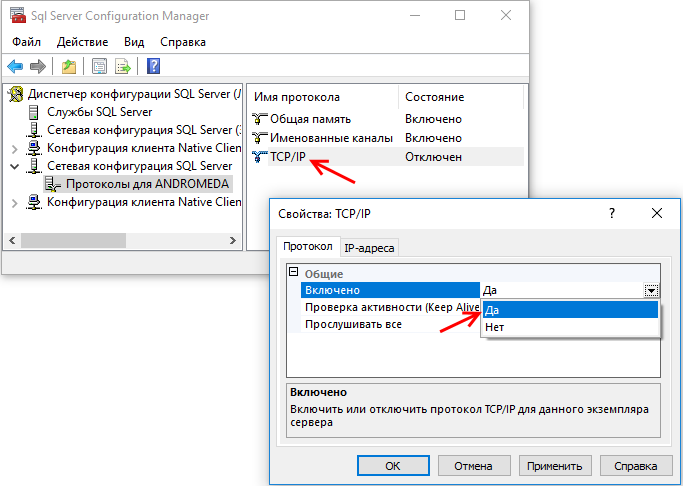 Sql Server Configuration Manager
Файл Действие Вид Справка
Диспетчер конфигурации SQL Server (Л
Службы SQL Server
Сетевая конфигурация SQL Server (3
Конфигурация клиента Native Clien
Сетевая конфигурация SQL Server
Протоколы для ANDROMEDA
Конфигурация клиента Native Clien
Имя протокола Состояние
Общая память Включено
Именованные каналы Включено
TCP/IP Отключен
Свойства: TCP/IP
Протокол IP-адреса
Общие
Включено Да
Проверка активности (Keep Alive
Прослушивать все
Да
Нет
Включено
Включить или отключить протокол TCP/IP для данного экземпляра
сервера
ОК Отмена Применить Справка